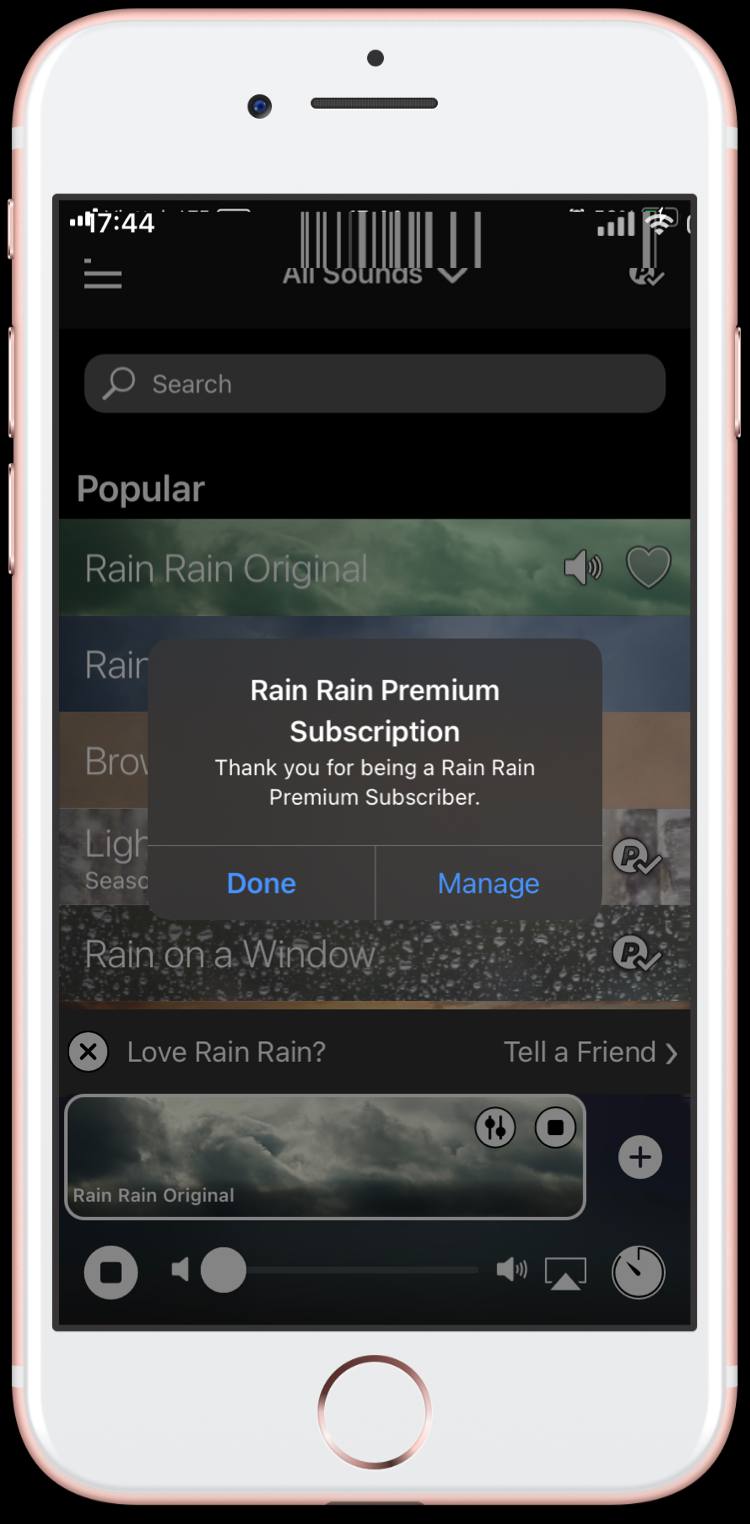 17:44
All Sounds
Search
Popular
Rain Rain Original
Rain
Brow
Ligh
Seaso
Rain Rain Premium
Subscription
Thank you for being a Rain Rain
Premium Subscriber.
Done
Manage
P
Rain on a Window
P
Love Rain Rain?
Tell a Friend
Rain Rain Original